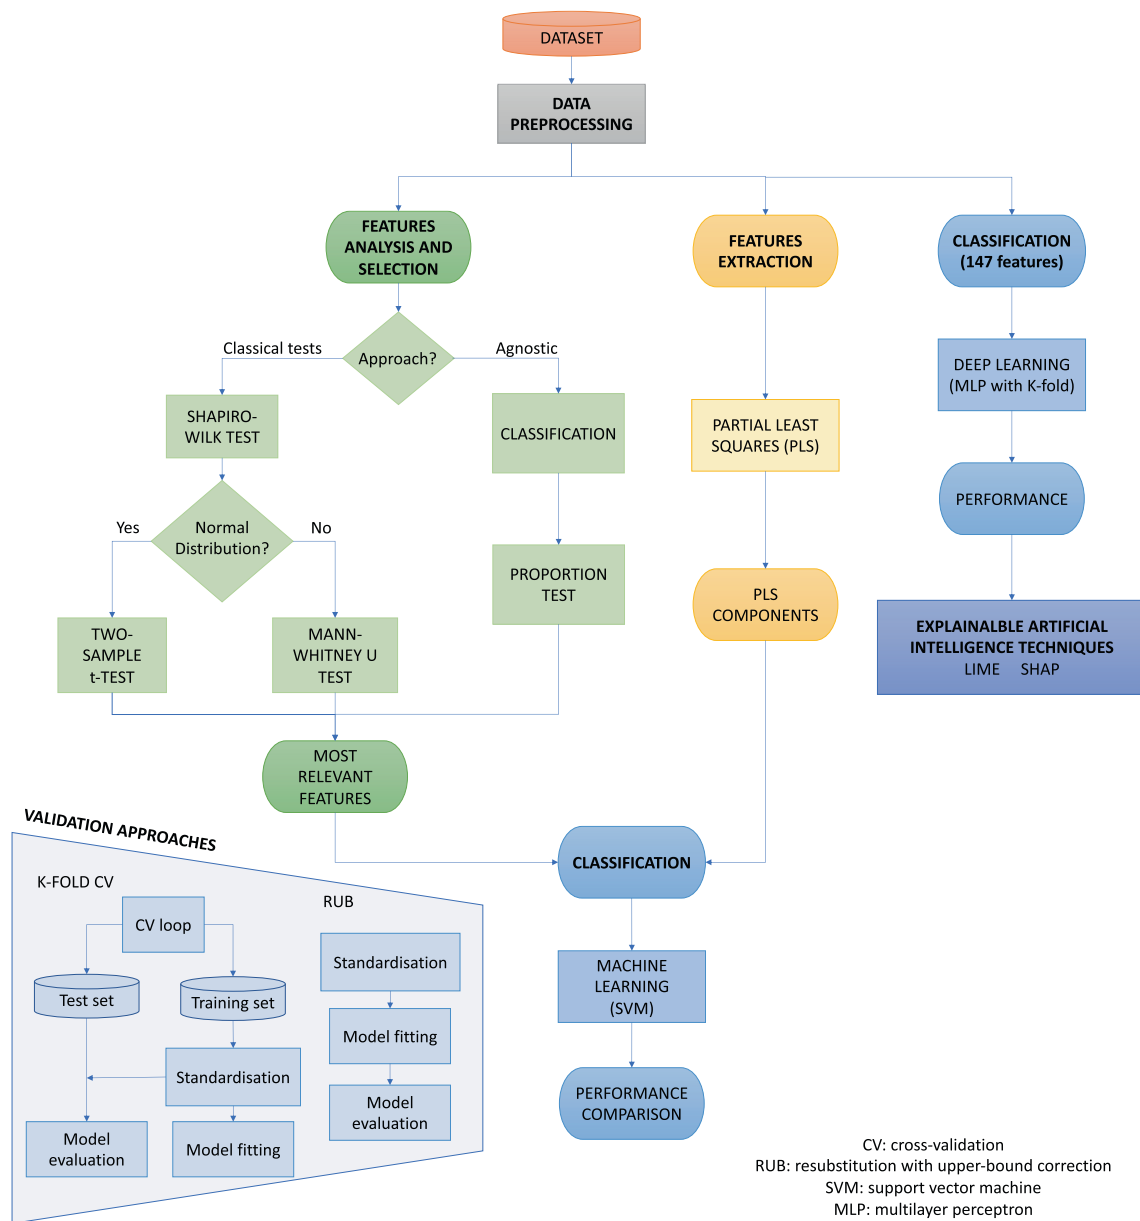 DATASET
DATA
PREPROCESSING
FEATURES
ANALYSIS AND
SELECTION
FEATURES
EXTRACTION
CLASSIFICATION
(147 features)
Classical tests
Approach?
Agnostic
SHAPIRO-
WILK TEST
CLASSIFICATION
PARTIAL LEAST
SQUARES (PLS)
DEEP LEARNING
(MLP with K-fold)
Yes
Normal
Distribution?
No
PERFORMANCE
PROPORTION
TEST
PLS
COMPONENTS
TWO-
SAMPLE
t-TEST
MANN-
WHITNEY U
TEST
EXPLAINALBLE ARTIFICIAL
INTELLIGENCE TECHNIQUES
LIME SHAP
MOST
RELEVANT
FEATURES
CLASSIFICATION
MACHINE
LEARNING
(SVM)
PERFORMANCE
COMPARISON
VALIDATION APPROACHES
K-FOLD CV
CV loop
Test set
Training set
Standardisation
Model
evaluation
Model fitting
RUB
Standardisation
Model fitting
Model
evaluation
CV: cross-validation
RUB: resubstitution with upper-bound correction
SVM: support vector machine
MLP: multilayer perceptron